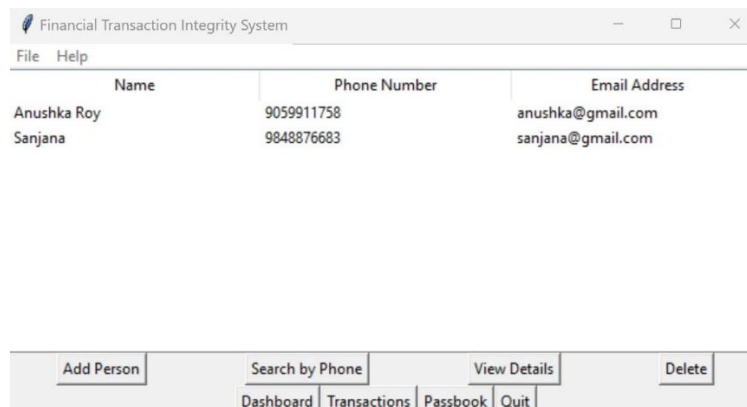 Financial Transaction Integrity System
File Help
Name Phone Number Email Address
Anushka Roy 9059911758 anushka@gmail.com
Sanjana 9848876683 sanjana@gmail.com
Add Person Search by Phone View Details Delete
Dashboard Transactions Passbook Quit